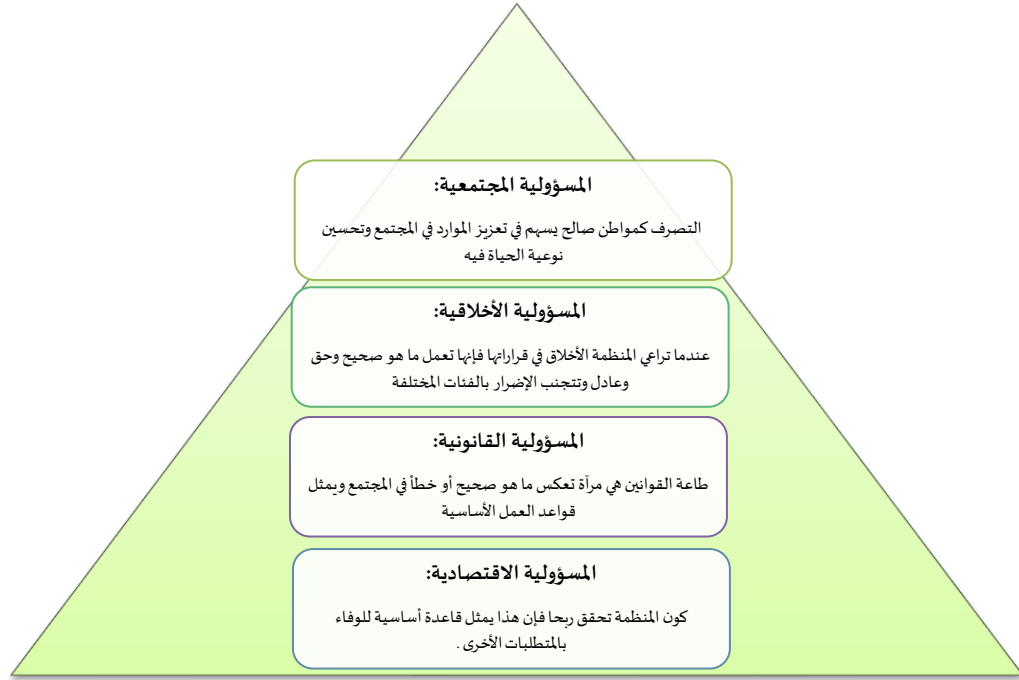 المسؤولية المجتمعية:
التصرف كمواطن صالح يسهم في تعزيز الموارد في المجتمع وتحسين
نوعية الحياة فيه
المسؤولية الأخلاقية:
عندما تراعي المنظمة الأخلاق في قراراتها فإنها تعمل ما هو صحيح وحق
وعادل وتتجنب الإضرار بالفئات المختلفة
المسؤولية القانونية:
طاعة القوانين هي مرآة تعكس ما هو صحيح أو خطأ في المجتمع ويمثل
قواعد العمل الأساسية
المسؤولية الاقتصادية:
كون المنظمة تحقق ربحا فإن هذا يمثل قاعدة أساسية للوفاء
بالمتطلبات الأخرى .